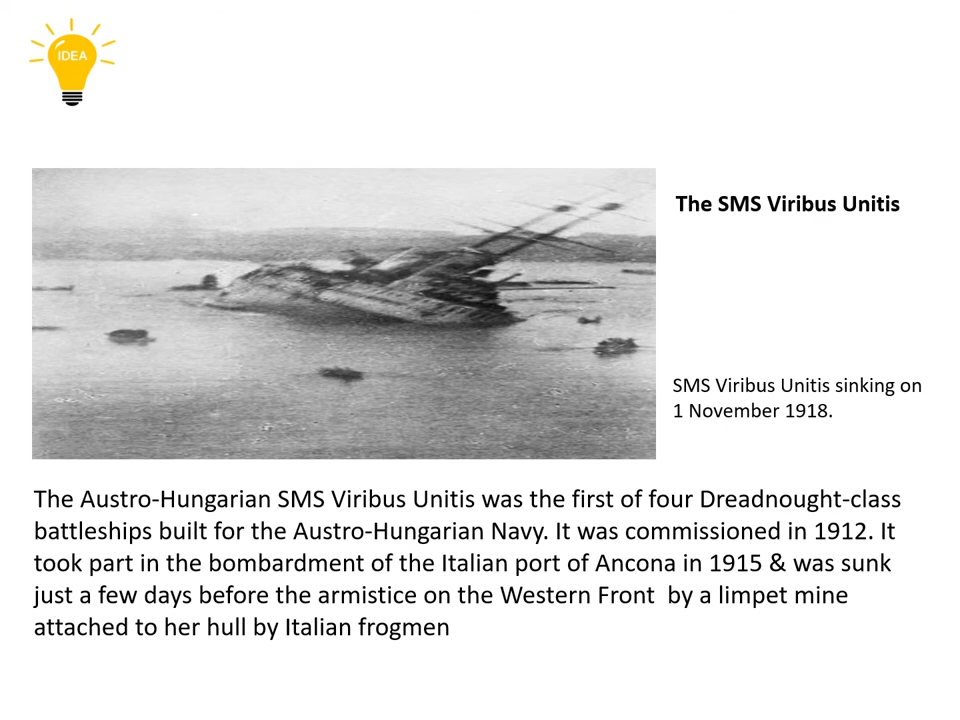 IDEA
The SMS Viribus Unitis
SMS Viribus Unitis sinking on
1 November 1918.
The Austro-Hungarian SMS Viribus Unitis was the first of four Dreadnought-class
battleships built for the Austro-Hungarian Navy. It was commissioned in 1912. It
took part in the bombardment of the Italian port of Ancona in 1915 & was sunk
just a few days before the armistice on the Western Front  by a limpet mine
attached to her hull by Italian frogmen